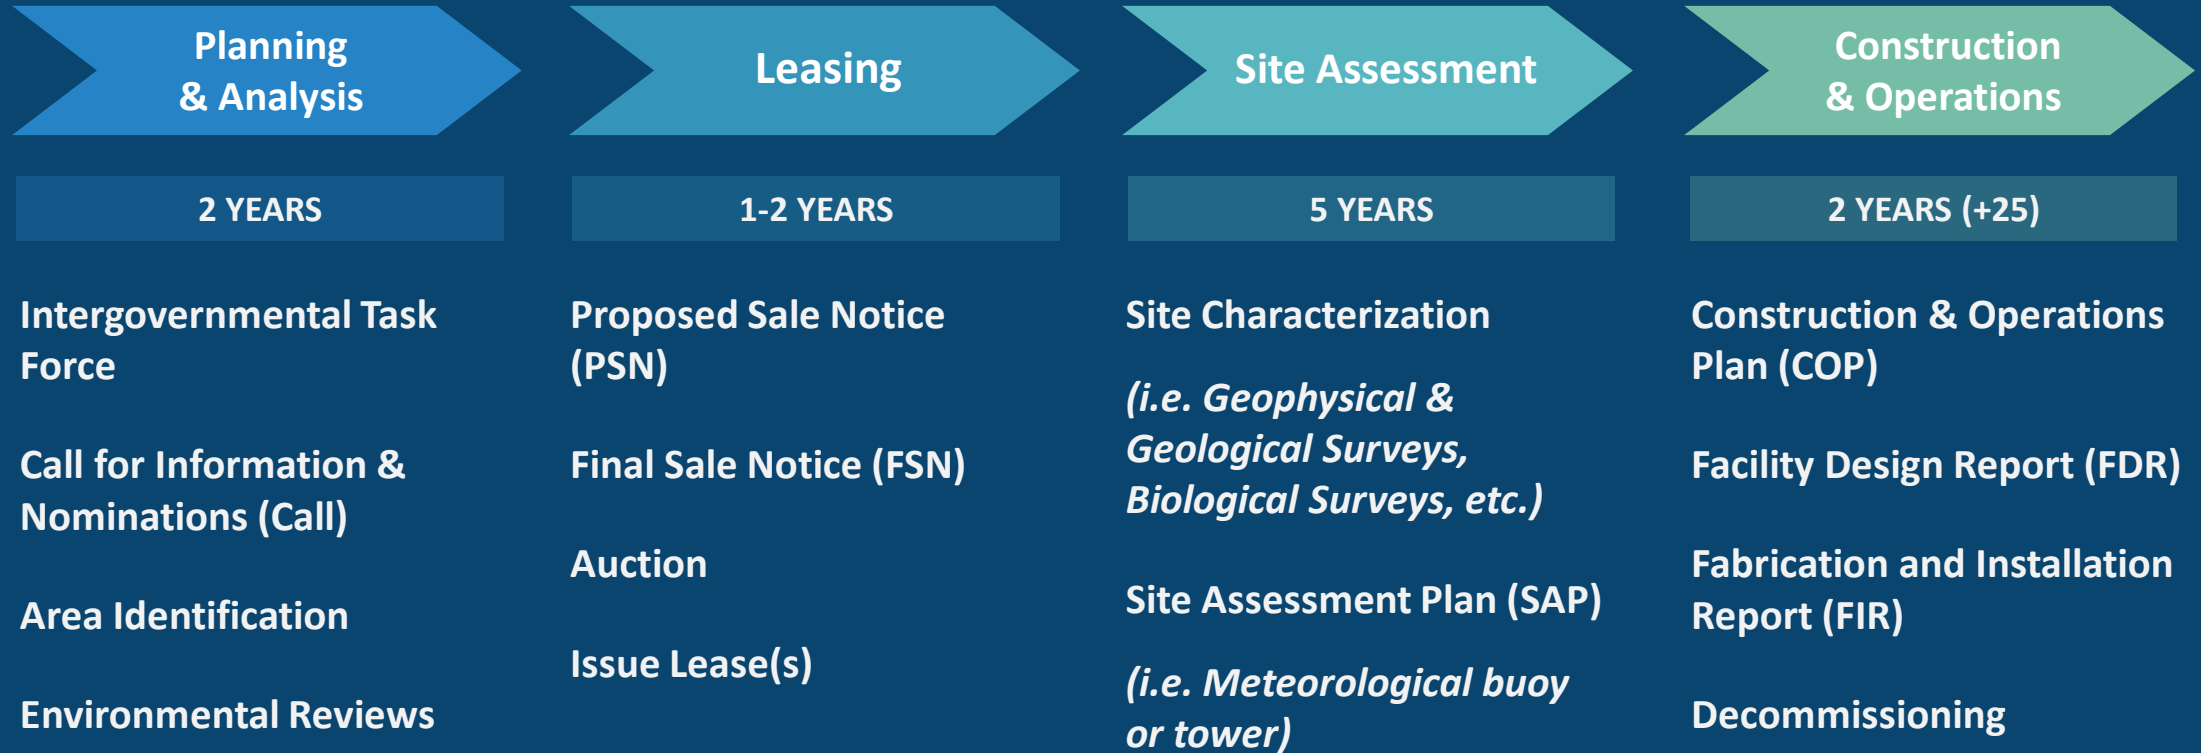 Planning
& Analysis
2 YEARS
Intergovernmental Task
Force
Call for Information &
Nominations (Call)
Area Identification
Environmental Reviews
Leasing
1-2 YEARS
Proposed Sale Notice
(PSN)
Final Sale Notice (FSN)
Auction
Issue Lease(s)
Site Assessment
5 YEARS
Site Characterization
(i.e. Geophysical &
Geological Surveys,
Biological Surveys, etc.)
Site Assessment Plan (SAP)
(i.e. Meteorological buoy
or tower)
Construction
& Operations
2 YEARS (+25)
Construction & Operations
Plan (COP)
Facility Design Report (FDR)
Fabrication and Installation
Report (FIR)
Decommissioning